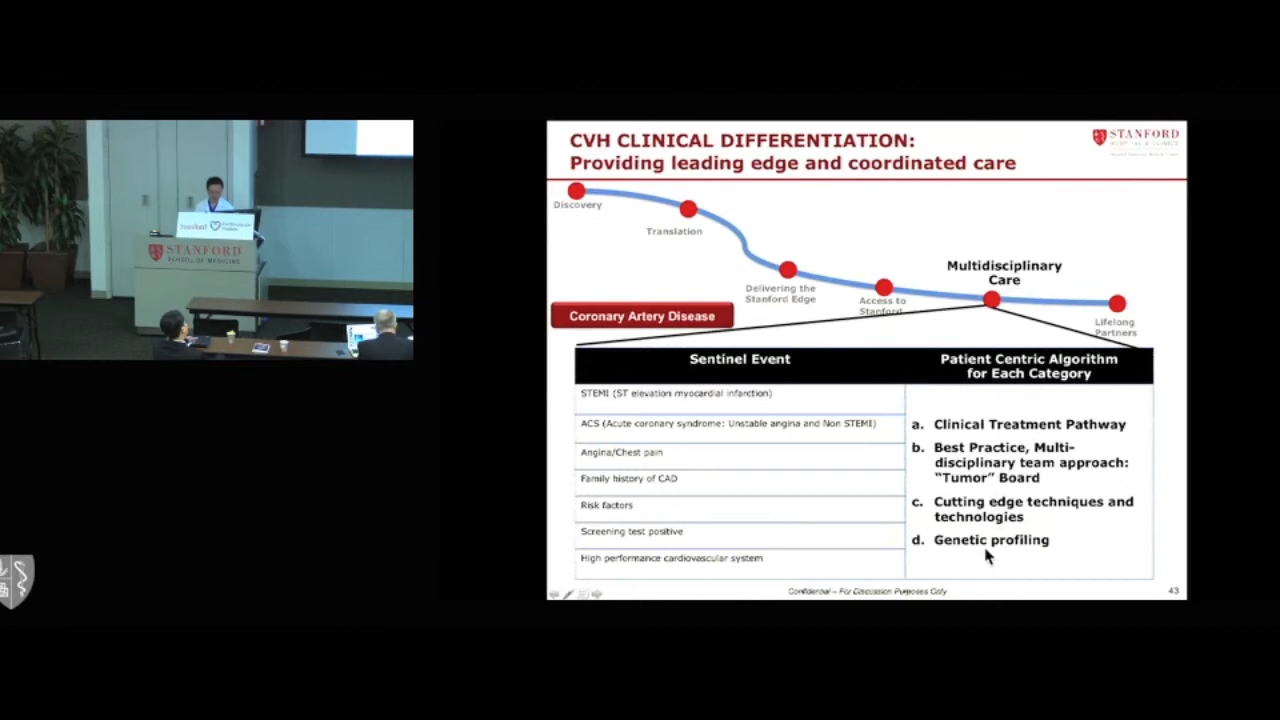 Stanford
STANFORD
SCHOOL OF MEDICINE
CVH CLINICAL DIFFERENTIATION:
Providing leading edge and coordinated care
STANFORD
HOSPITAL & CLINICS
Discovery
Translation
Delivering the
Stanford Edge
Access to
Stanford
Multidisciplinary
Care
Lifelong
Partners
Coronary Artery Disease
Sentinel Event
Patient Centric Algorithm
for Each Category
STEMI (ST elevation myocardial infarction)
ACS (Acute coronary syndrome: Unstable angina and Non STEMI)
Angina/Chest pain
Family history of CAD
Risk factors
Screening test positive
High performance cardiovascular system
a. Clinical Treatment Pathway
b. Best Practice, Multi-
disciplinary team approach:
“Tumor” Board
c. Cutting edge techniques and
technologies
d. Genetic profiling
Confidential – For Discussion Purposes Only
43